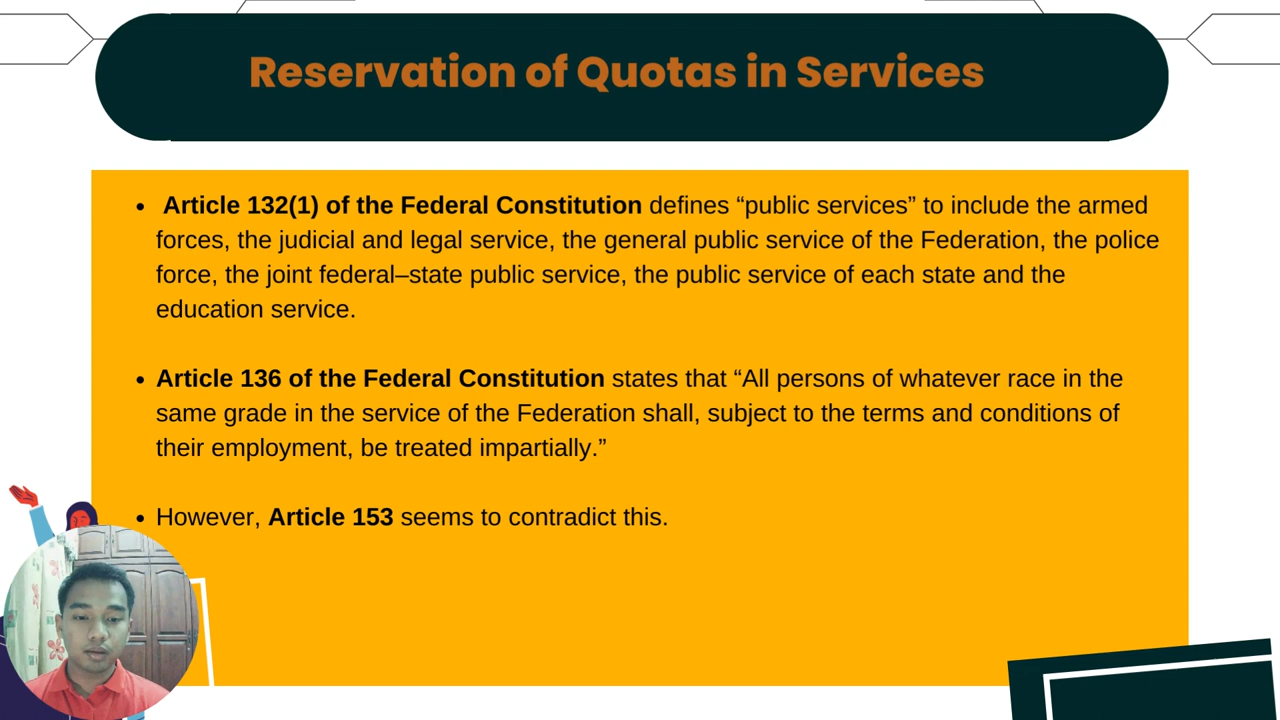 Reservation of Quotas in Services
• Article 132(1) of the Federal Constitution defines “public services” to include the armed
forces, the judicial and legal service, the general public service of the Federation, the police
force, the joint federal–state public service, the public service of each state and the
education service.
• Article 136 of the Federal Constitution states that “All persons of whatever race in the
same grade in the service of the Federation shall, subject to the terms and conditions of
their employment, be treated impartially.”
• However, Article 153 seems to contradict this.